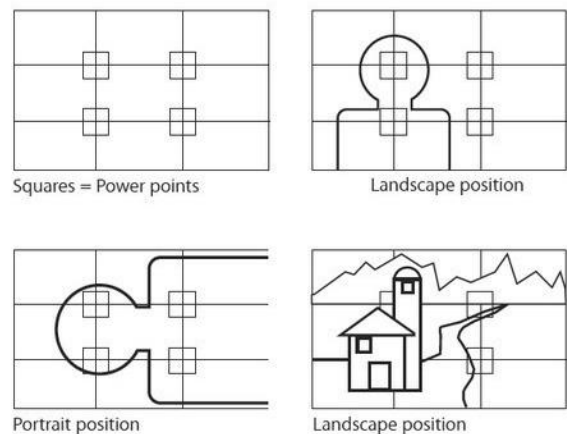 Squares = Power points
Landscape position
Portrait position
Landscape position